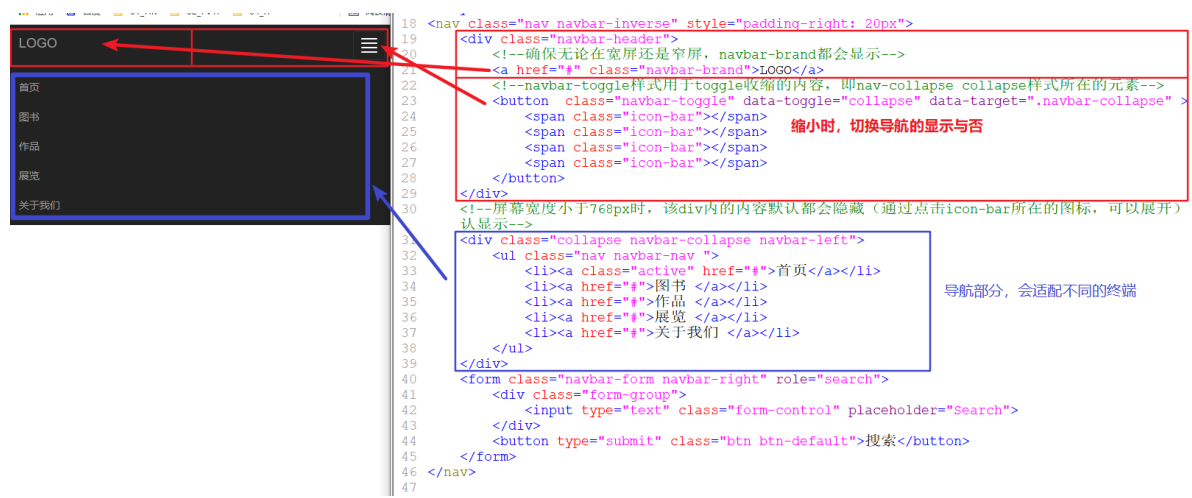 LOGO
首页
图书
作品
展览
关于我们
18 <nav class="nav navbar-inverse" style="padding-right: 20px">
19 <div class="navbar-header">
20 <!--确保无论在宽屏还是窄屏，navbar-brand都会显示-->
21 <a href="#" class="navbar-brand">LOGO</a>
22 <!--navbar-toggle样式用于toggle收缩的内容，即nav-collapse collapse样式所在的元素-->
23 <button class="navbar-toggle" data-toggle="collapse" data-target=".navbar-collapse" >
24 <span class="icon-bar"></span>
25 <span class="icon-bar"></span>
26 <span class="icon-bar"></span>
27 <span class="icon-bar"></span>
缩小时，切换导航的显示与否
28 </button>
29 </div>
30 <!--屏幕宽度小于768px时，该div内的内容默认都会隐藏（通过点击icon-bar所在的图标，可以展开）
认显示-->
31 <div class="collapse navbar-collapse navbar-left">
32 <ul class="nav navbar-nav ">
33 <li><a class="active" href="#">首页</a></li>
34 <li><a href="#">图书 </a></li>
35 <li><a href="#">作品 </a></li>
36 <li><a href="#">展览 </a></li>
37 <li><a href="#">关于我们 </a></li>
导航部分，会适配不同的终端
38 </ul>
39 </div>
40 <form class="navbar-form navbar-right" role="search">
41 <div class="form-group">
42 <input type="text" class="form-control" placeholder="Search">
43 </div>
44 <button type="submit" class="btn btn-default">搜索</button>
45 </form>
46 </nav>
47